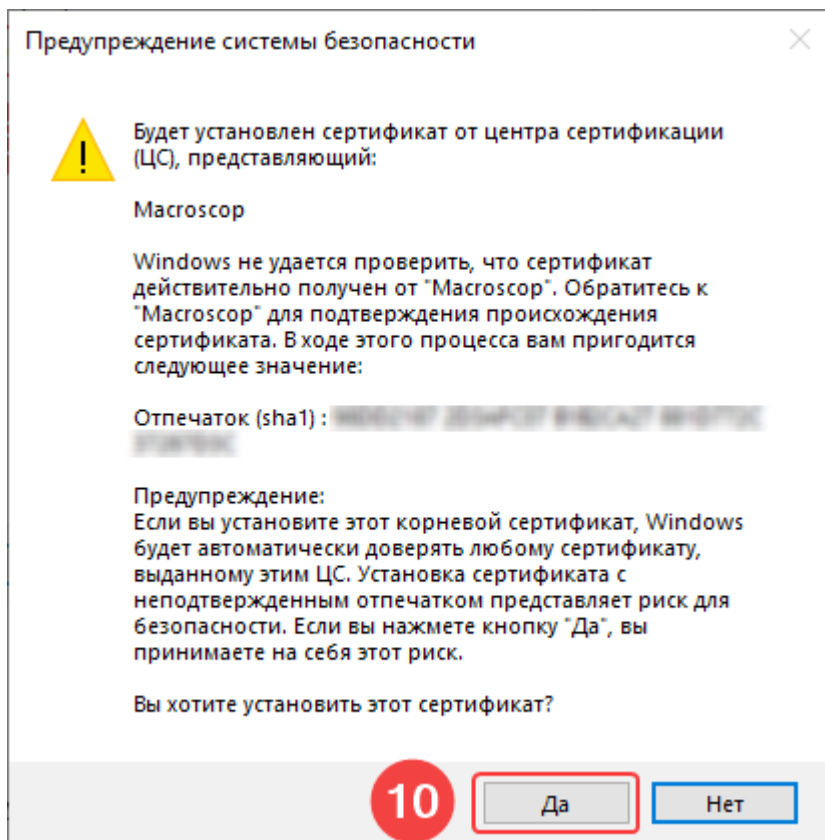 Предупреждение системы безопасности
Будет установлен сертификат от центра сертификации
(ЦС), представляющий:
Macroscop
Windows не удается проверить, что сертификат
действительно получен от "Macroscop". Обратитесь к
"Macroscop" для подтверждения происхождения
сертификата. В ходе этого процесса вам пригодится
следующее значение:
Отпечаток (sha1) :
Предупреждение:
Если вы установите этот корневой сертификат, Windows
будет автоматически доверять любому сертификату,
выданному этим ЦС. Установка сертификата с
неподтвержденным отпечатком представляет риск для
безопасности. Если вы нажмете кнопку "Да", вы
принимаете на себя этот риск.
Вы хотите установить этот сертификат?
10 Да Нет